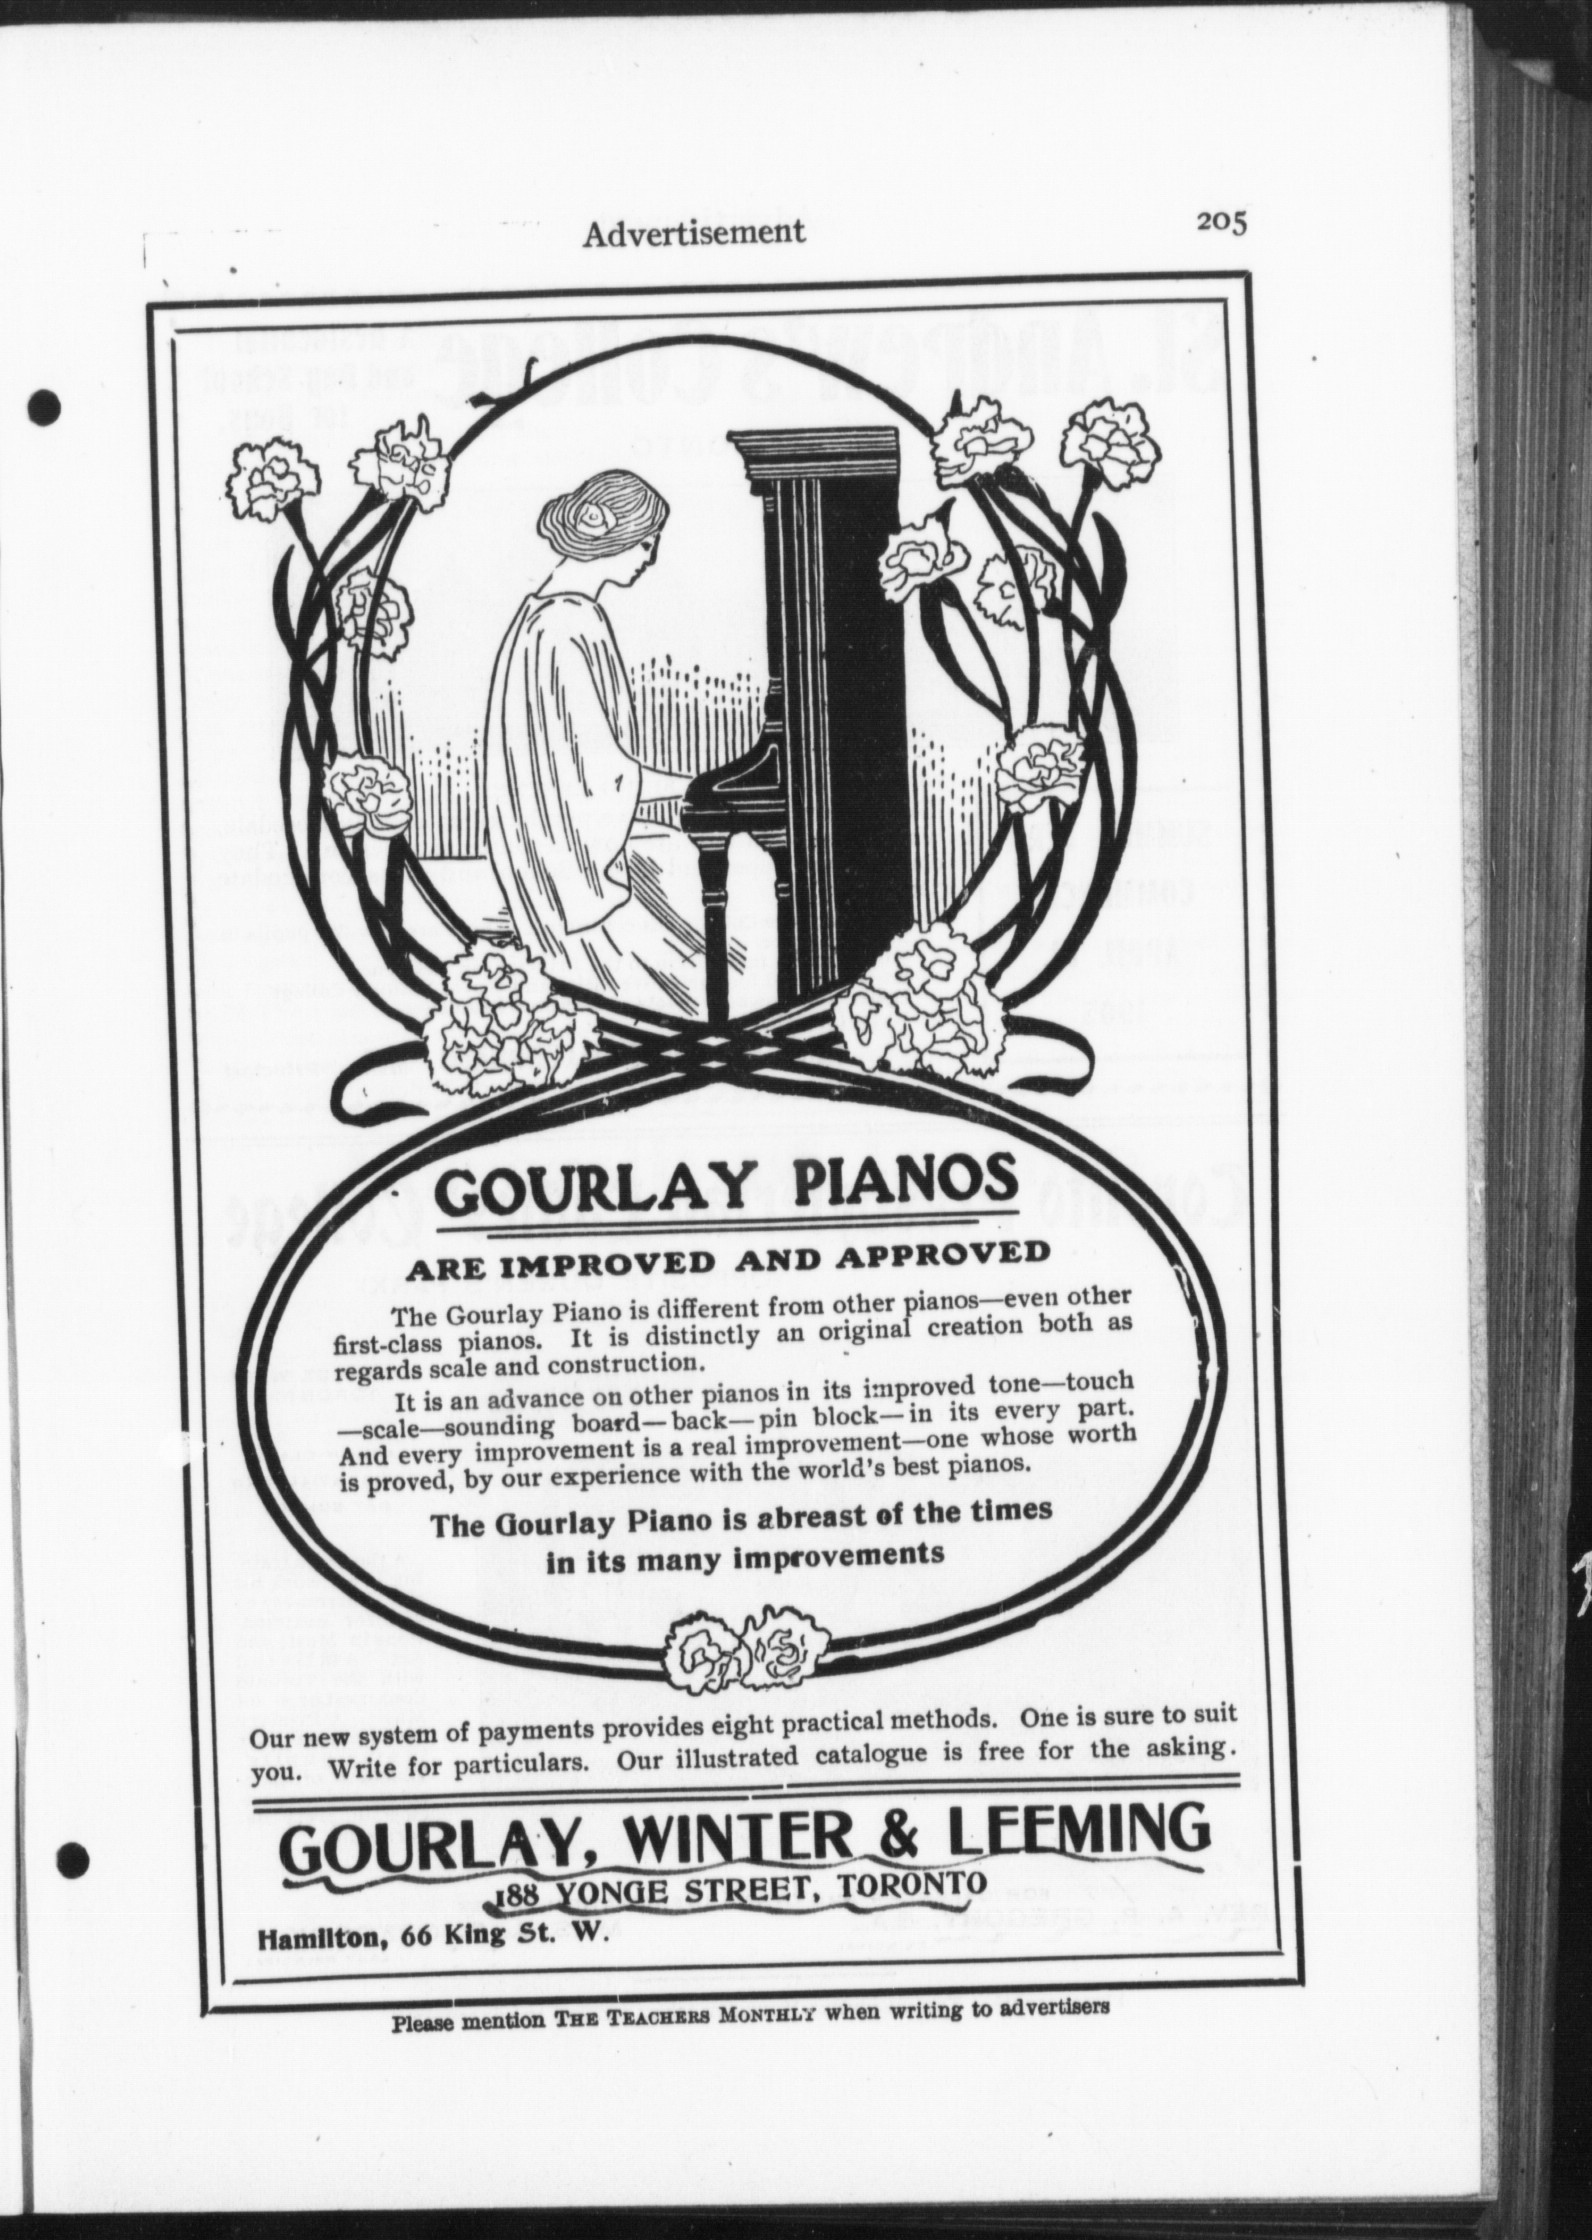 Advertisement 205
GOURLAY PIANOS
ARE IMPROVED AND APPROVED
The Gourlay Piano is different from other pianos—even other
first-class pianos. It is distinctly an original creation both as
regards scale and construction.
It is an advance on other pianos in its improved tone—touch
—scale—sounding board—back—pin block—in its every part.
And every improvement is a real improvement—one whose worth
is proved, by our experience with the world's best pianos.
The Gourlay Piano is abreast of the times
in its many improvements
Our new system of payments provides eight practical methods. One is sure to suit
you. Write for particulars. Our illustrated catalogue is free for the asking.
GOURLAY, WINTER & LEEMING
188 YONGE STREET, TORONTO
Hamilton, 66 King St. W.
Please mention THE TEACHERS MONTHLY when writing to advertisers